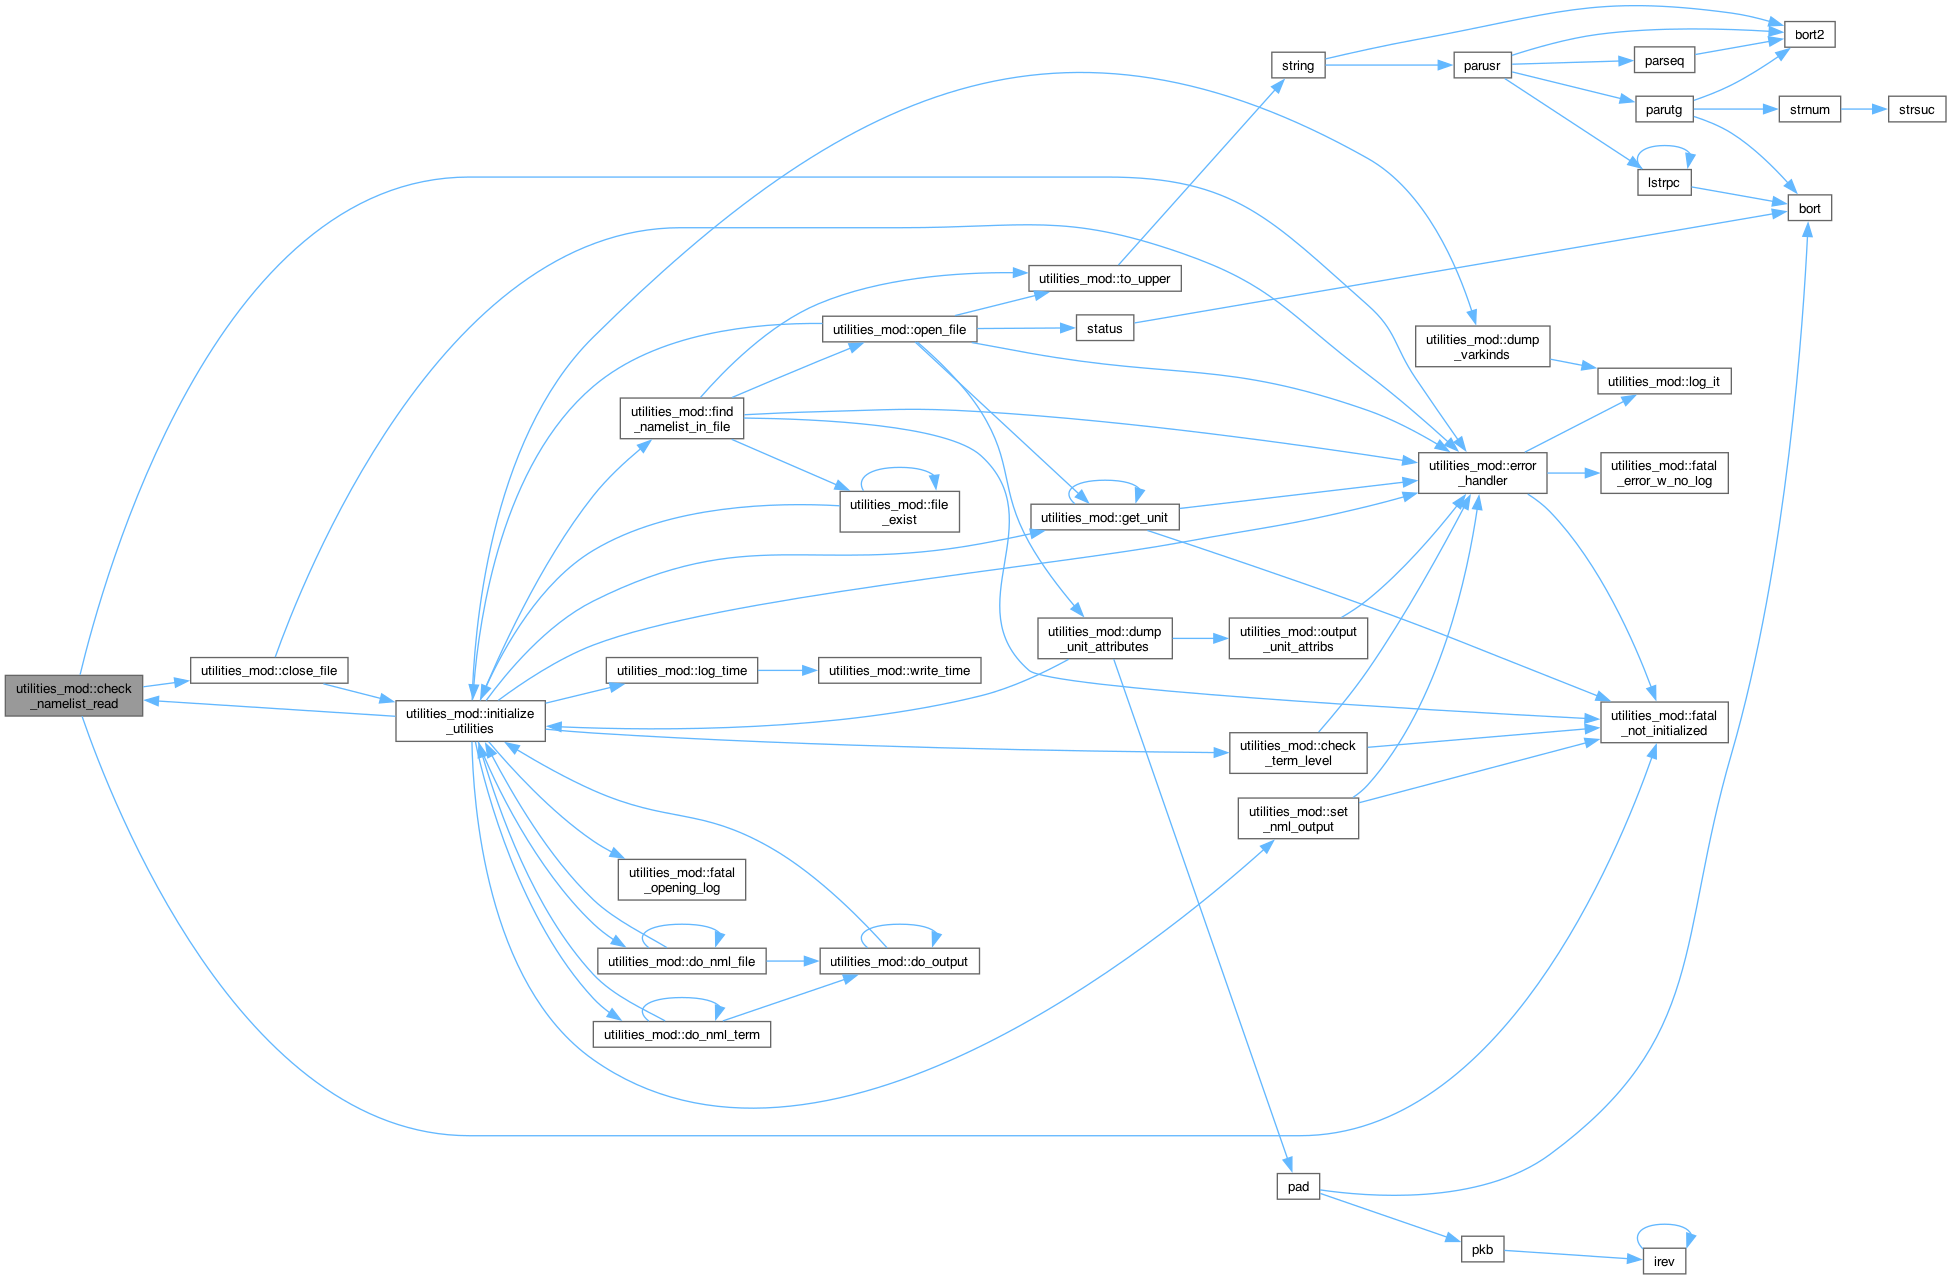 utilities_mod::check
_namelist_read
utilities_mod::close_file
utilities_mod::initialize
_utilities
utilities_mod::find
_namelist_in_file
utilities_mod::log_time
utilities_mod::fatal
_opening_log
utilities_mod::do_nml_file
utilities_mod::do_nml_term
utilities_mod::open_file
utilities_mod::file
_exist
utilities_mod::write_time
utilities_mod::do_output
utilities_mod::to_upper
status
utilities_mod::get_unit
utilities_mod::dump
_unit_attributes
string
utilities_mod::output
_unit_attribs
utilities_mod::check
_term_level
utilities_mod::set
_nml_output
pad
parusr
utilities_mod::dump
_varkinds
utilities_mod::error
_handler
pkb
parseq
parutg
lstrpc
utilities_mod::log_it
utilities_mod::fatal
_error_w_no_log
utilities_mod::fatal
_not_initialized
irev
bort2
strnum
bort
strsuc